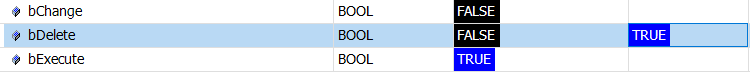 bChange BOOL FALSE
bDelete BOOL FALSE TRUE
bExecute BOOL TRUE